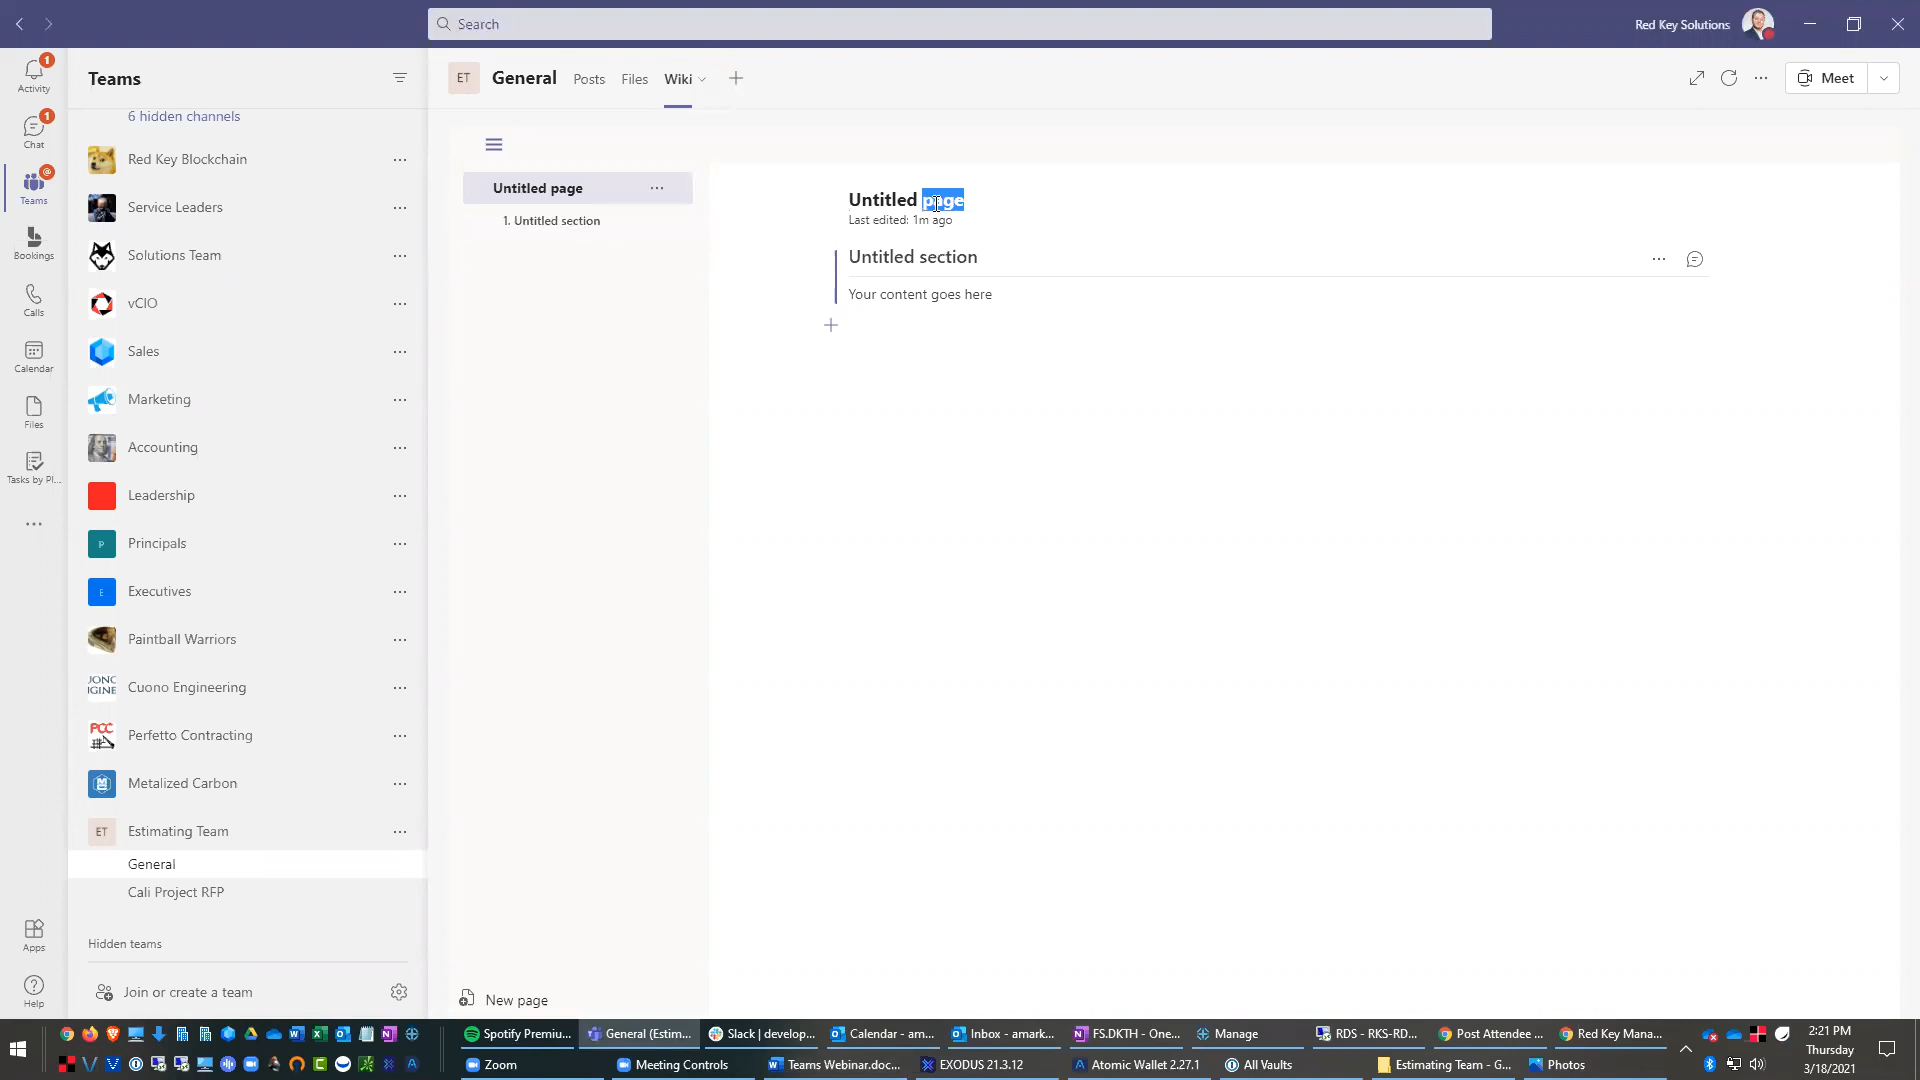 Search
Red Key Solutions
1
Activity
1
Chat
@
Teams
Bookings
Calls
Calendar
Files
Tasks by Pl...
Apps
Help
Teams
6 hidden channels
Red Key Blockchain
Service Leaders
Solutions Team
vCIO
Sales
Marketing
Accounting
Leadership
P
Principals
E
Executives
Paintball Warriors
Cuono Engineering
PCC
Perfetto Contracting
Metalized Carbon
ET
Estimating Team
General
Cali Project RFP
Hidden teams
Join or create a team
ET
General
Posts
Files
Wiki
Meet
Untitled page
1. Untitled section
New page
Untitled page
Last edited: 1m ago
Untitled section
Your content goes here
Spotify Premiu...
General (Estim...
Slack | develop...
Calendar - am...
Inbox - amark...
FS.DKTH - One...
Manage
RDS - RKS-RD...
Post Attendee ...
Red Key Mana...
Zoom
Meeting Controls
Teams Webinar.doc...
EXODUS 21.3.12
Atomic Wallet 2.27.1
All Vaults
Estimating Team - G...
Photos
2:21 PM
Thursday
3/18/2021